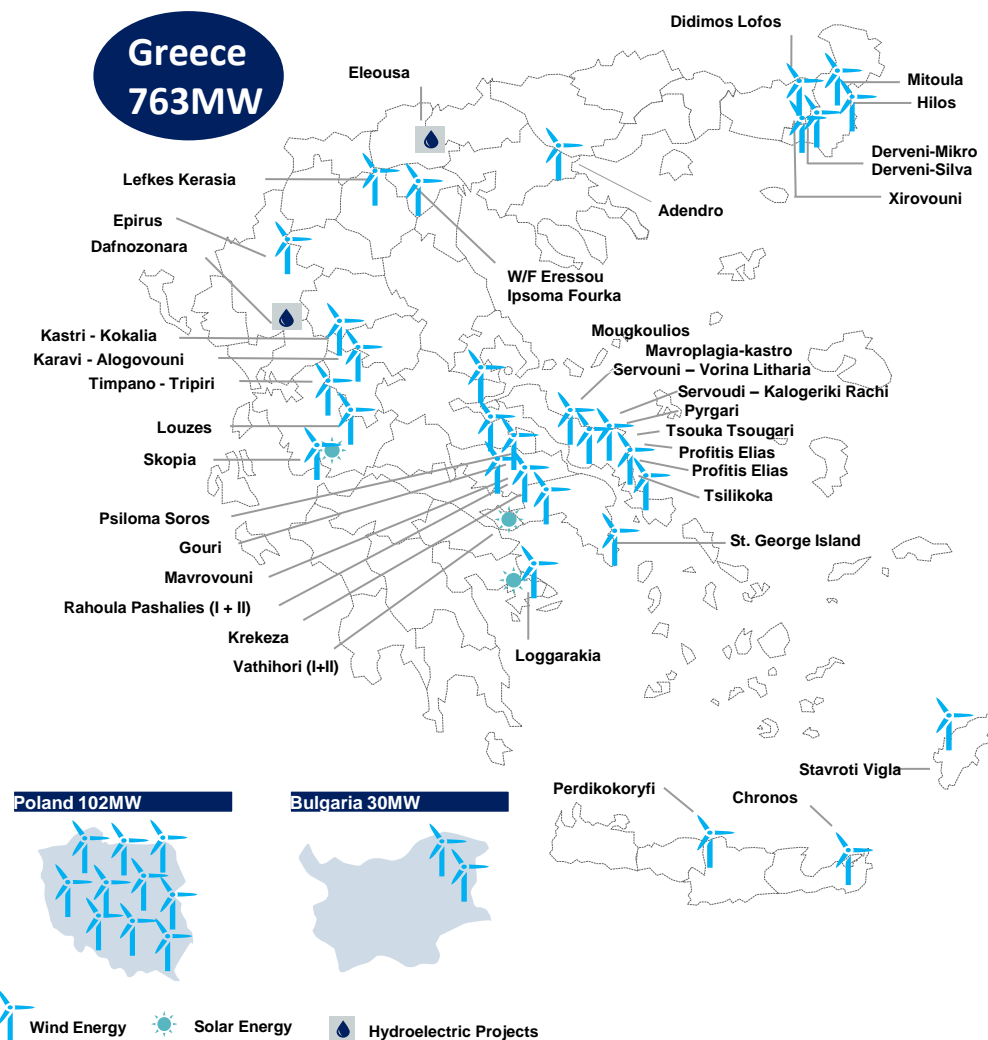 Greece
763MW
Didimos Lofos
Eleousa
Mitoula
Hilos
Derveni-Mikro
Derveni-Silva
Lefkes Kerasia
Xirovouni
Adendro
Epirus
Dafnozonara
W/F Eressou
Ipsoma Fourka
Kastri - Kokalia
Mougkoulios
Karavi - Alogovouni
Mavroplagia-kastro
Servouni – Vorina Litharia
Timpano - Tripiri
Servoudi – Kalogeriki Rachi
Pyrgari
Louzes
Tsouka Tsougari
Skopia
Profitis Elias
Profitis Elias
Tsilikoka
Psiloma Soros
Gouri
St. George Island
Mavrovouni
Rahoula Pashalies (I + II)
Krekeza
Loggarakia
Vathihori (I+II)
Stavroti Vigla
Perdikokoryfi
Chronos
Poland 102MW
Bulgaria 30MW
Wind Energy
Solar Energy
Hydroelectric Projects